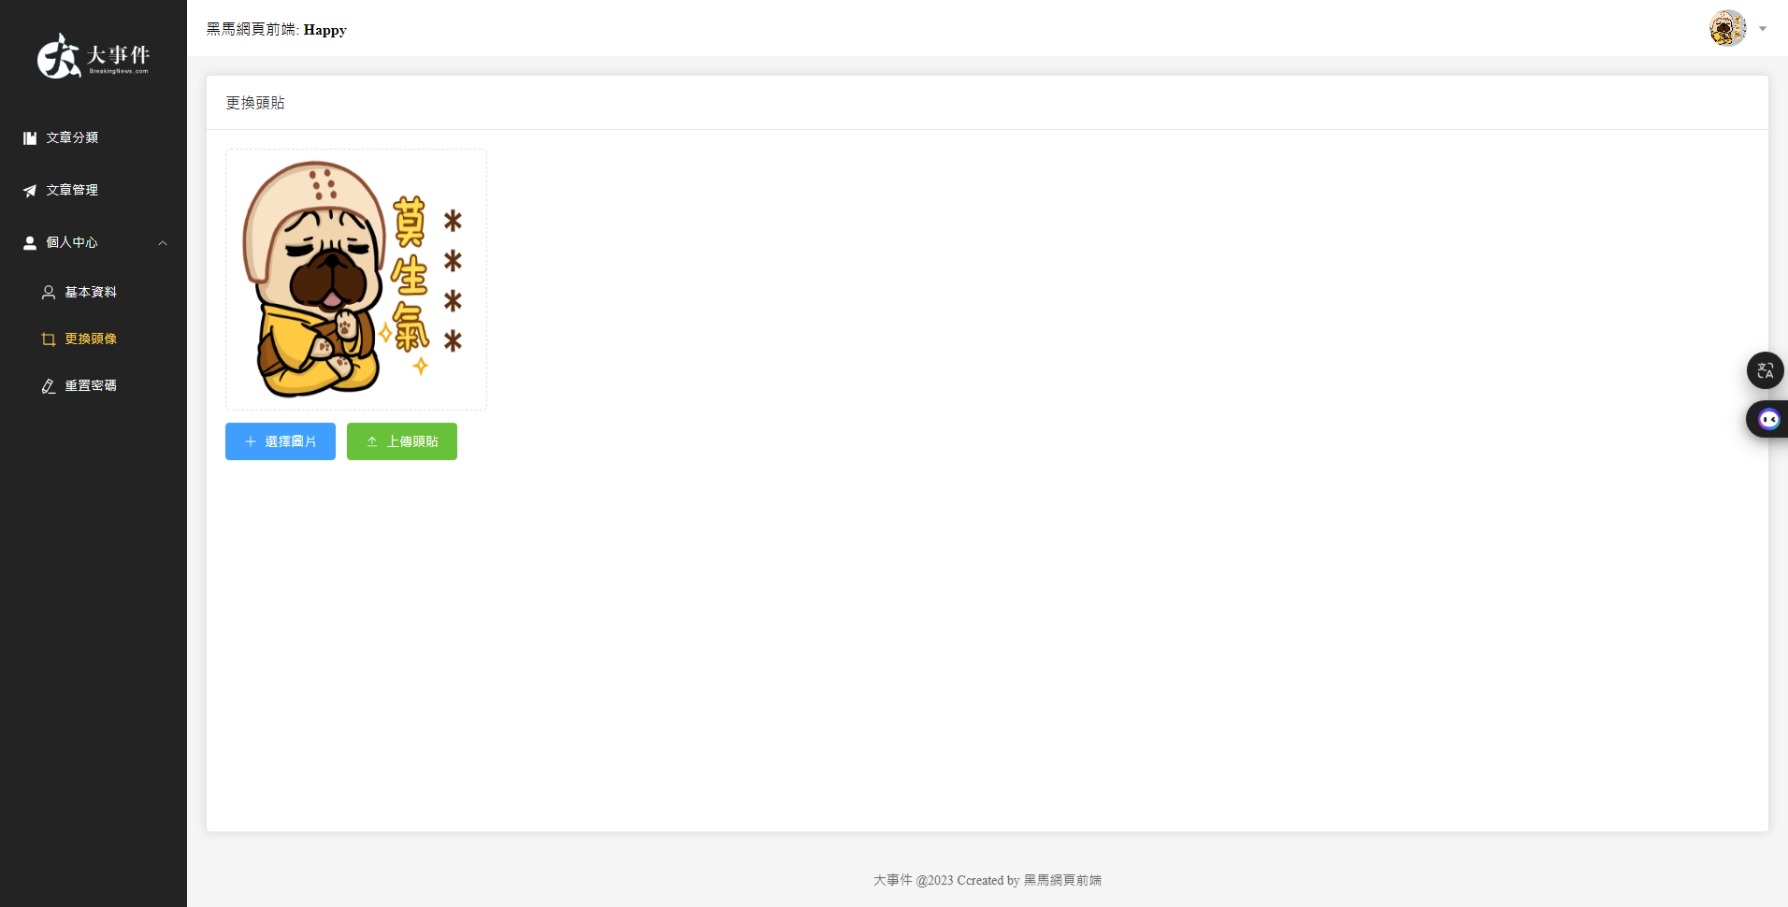 大事件
BreakingNews.com
文章分類
文章管理
個人中心
基本資料
更換頭像
重置密碼
黑馬網頁前端: Happy
更換頭貼
莫生氣
****
選擇圖片
上傳頭貼
大事件 @2023 Ccreated by 黑馬網頁前端